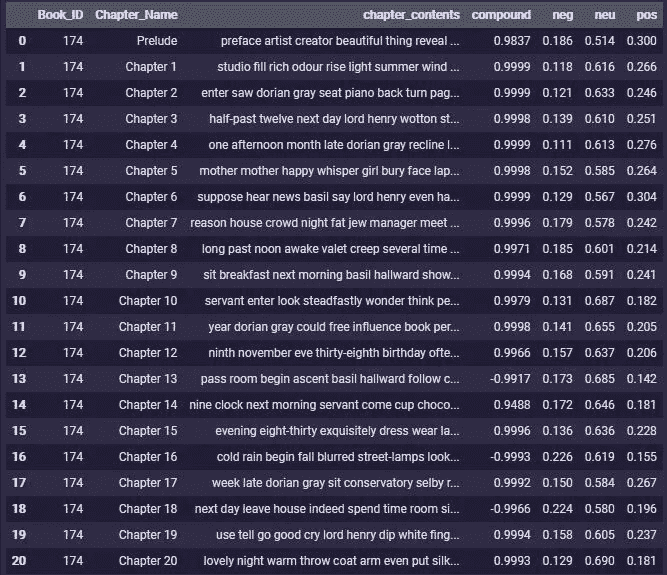 Book_ID Chapter_Name chapter_contents compound neg neu pos
0 174 Prelude preface artist creator beautiful thing reveal ... 0.9837 0.186 0.514 0.300
1 174 Chapter 1 studio fill rich odour rise light summer wind ... 0.9999 0.118 0.616 0.266
2 174 Chapter 2 enter saw dorian gray seat piano back turn pag... 0.9999 0.121 0.633 0.246
3 174 Chapter 3 half-past twelve next day lord henry wotton st... 0.9998 0.139 0.610 0.251
4 174 Chapter 4 one afternoon month late dorian gray recline l... 0.9999 0.111 0.613 0.276
5 174 Chapter 5 mother mother happy whisper girl bury face lap... 0.9998 0.152 0.585 0.264
6 174 Chapter 6 suppose hear news basil say lord henry even ha... 0.9999 0.129 0.567 0.304
7 174 Chapter 7 reason house crowd night fat jew manager meet ... 0.9996 0.179 0.578 0.242
8 174 Chapter 8 long past noon awake valet creep several time ... 0.9971 0.185 0.601 0.214
9 174 Chapter 9 sit breakfast next morning basil hallward show... 0.9994 0.168 0.591 0.241
10 174 Chapter 10 servant enter look steadfastly wonder think pe... 0.9979 0.131 0.687 0.182
11 174 Chapter 11 year dorian gray could free influence book per... 0.9998 0.141 0.655 0.205
12 174 Chapter 12 ninth november eve thirty-eighth birthday ofte... 0.9966 0.157 0.637 0.206
13 174 Chapter 13 pass room begin ascent basil hallward follow c... -0.9917 0.173 0.685 0.142
14 174 Chapter 14 nine clock next morning servant come cup choco... 0.9488 0.172 0.646 0.181
15 174 Chapter 15 evening eight-thirty exquisitely dress wear la... 0.9996 0.136 0.636 0.228
16 174 Chapter 16 cold rain begin fall blurred street-lamps look... -0.9993 0.226 0.619 0.155
17 174 Chapter 17 week late dorian gray sit conservatory selby r... 0.9992 0.150 0.584 0.267
18 174 Chapter 18 next day leave house indeed spend time room si... -0.9966 0.224 0.580 0.196
19 174 Chapter 19 use tell go good cry lord henry dip white fing... 0.9994 0.158 0.605 0.237
20 174 Chapter 20 lovely night warm throw coat arm even put silk... 0.9993 0.129 0.690 0.181